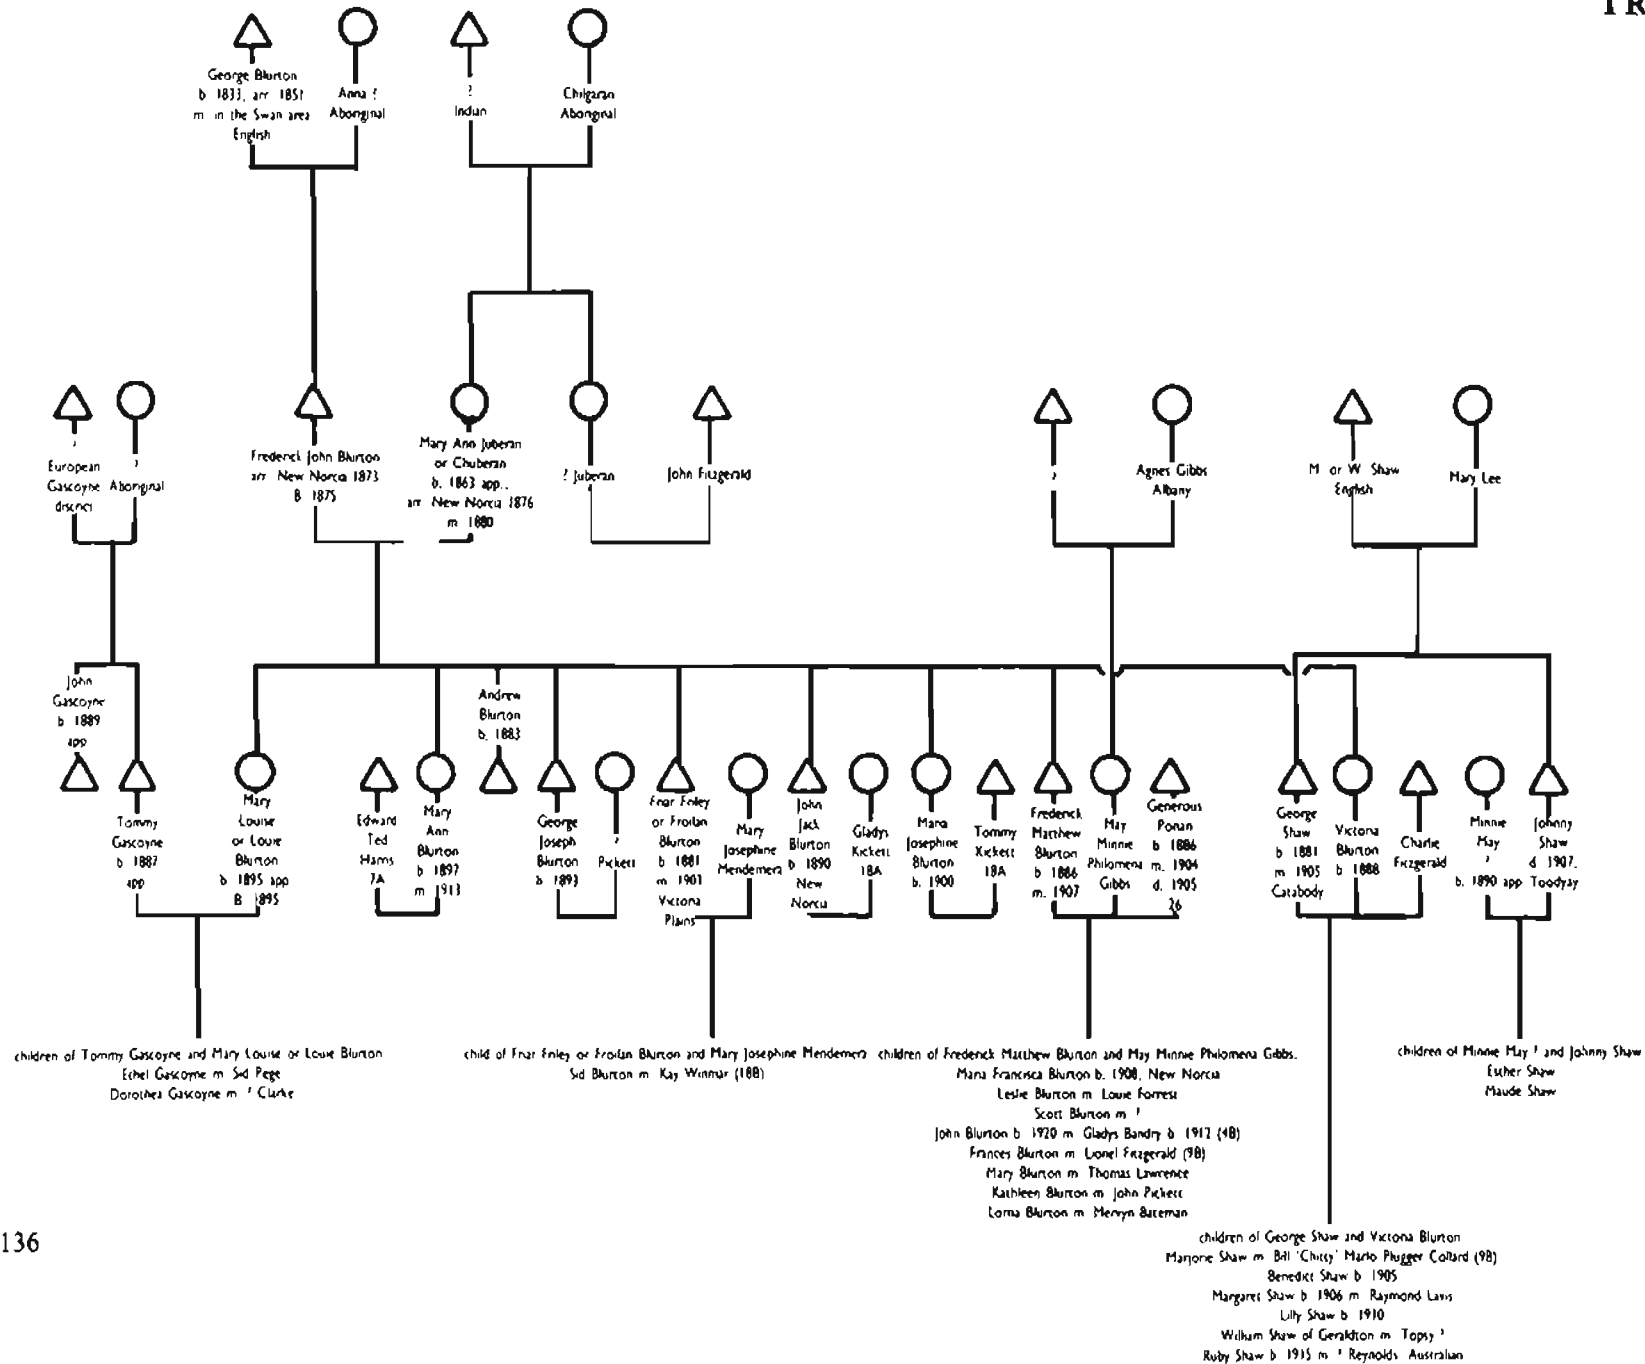 TR
George Blurton
b 1833, arr 1851
m in the Swan area
English
Anna ?
Aboriginal
?
Indian
Chilgaran
Aboriginal
?
European
Gascoyne
district
?
Aboriginal
Frederick John Blurton
arr New Norcia 1873
B 1875
Mary Ann Juberan
or Chuberan
b. 1863 app.,
arr New Norcia 1876
m 1880
? Juberan
John Fitzgerald
?
Agnes Gibbs
Albany
M or W Shaw
English
Mary Lee
John
Gascoyne
b 1889
app
Tommy
Gascoyne
b 1887
app
Mary
Louise
or Louie
Blurton
b 1895 app
B 1895
Edward
Ted
Harris
7A
Mary
Ann
Blurton
b 1897
m 1913
Andrew
Blurton
b. 1883
George
Joseph
Blurton
b 1893
?
Pickett
Friar Finley
or Froilan
Blurton
b 1881
m 1901
Victoria
Plains
Mary
Josephine
Mendemera
John
Jack
Blurton
b 1890
New
Norcia
Gladys
Kickett
18A
Maria
Josephine
Blurton
b. 1900
Tommy
Kickett
18A
Frederick
Matthew
Blurton
b 1886
m. 1907
May
Minnie
Philomena
Gibbs
Generous
Ponan
b 1886
m. 1904
d. 1905
26
George
Shaw
b 1881
m 1905
Catabody
Victoria
Blurton
b 1888
Charlie
Fitzgerald
Minnie
May
?
b. 1890 app
Johnny
Shaw
d 1907.
Toodyay
children of Tommy Gascoyne and Mary Louise or Louie Blurton
Ethel Gascoyne m Sid Pege
Dorothea Gascoyne m ? Clarke
child of Friar Finley or Froilan Blurton and Mary Josephine Mendemera
Sid Blurton m Kay Winmar (18B)
children of Frederick Matthew Blurton and May Minnie Philomena Gibbs.
Maria Francisca Blurton b. 1908, New Norcia
Leslie Blurton m Louie Forrest
Scott Blurton m ?
John Blurton b 1920 m Gladys Bandry b 1912 (4B)
Frances Blurton m Lionel Fitzgerald (9B)
Mary Blurton m Thomas Lawrence
Kathleen Blurton m John Pickett
Lorna Blurton m Mervyn Bateman
children of Minnie May ? and Johnny Shaw
Esther Shaw
Maude Shaw
136
children of George Shaw and Victoria Blurton
Marjorie Shaw m Bill 'Chitty' Marlo Plugger Collard (9B)
Benedict Shaw b 1905
Margaret Shaw b 1906 m Raymond Lavis
Lilly Shaw b 1910
William Shaw of Geraldton m Topsy ?
Ruby Shaw b 1915 m ? Reynolds Australian